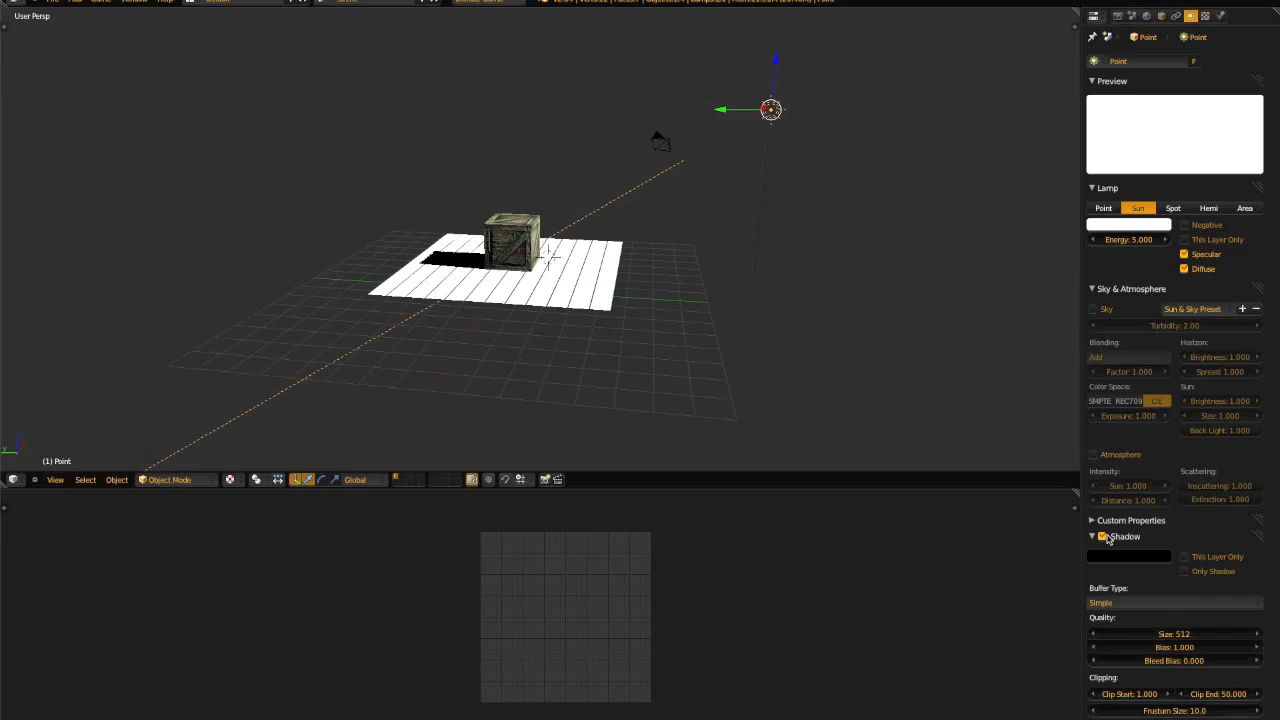 User Persp
Point
Point
Point
F
Preview
Lamp
Point Sun Spot Hemi Area
Negative
Energy: 5.000
This Layer Only
Specular
Diffuse
Sky & Atmosphere
Sky
Sun & Sky Preset
Turbidity: 2.00
Blending:
Horizon:
Add
Brightness: 1.000
Factor: 1.000
Spread: 1.000
Color Space:
Sun:
SMPTE REC709 CIE
Brightness: 1.000
Exposure: 1.000
Size: 1.000
Back Light: 1.000
Atmosphere
Intensity:
Scattering:
Sun: 1.000
Inscattering: 1.000
Distance: 1.000
Extinction: 1.000
Custom Properties
Shadow
This Layer Only
Only Shadow
Buffer Type:
Simple
Quality:
Size: 512
Bias: 1.000
Bleed Bias: 0.000
Clipping:
Clip Start: 1.000
Clip End: 50.000
Frustum Size: 10.0
(1) Point
View Select Object Object Mode Global